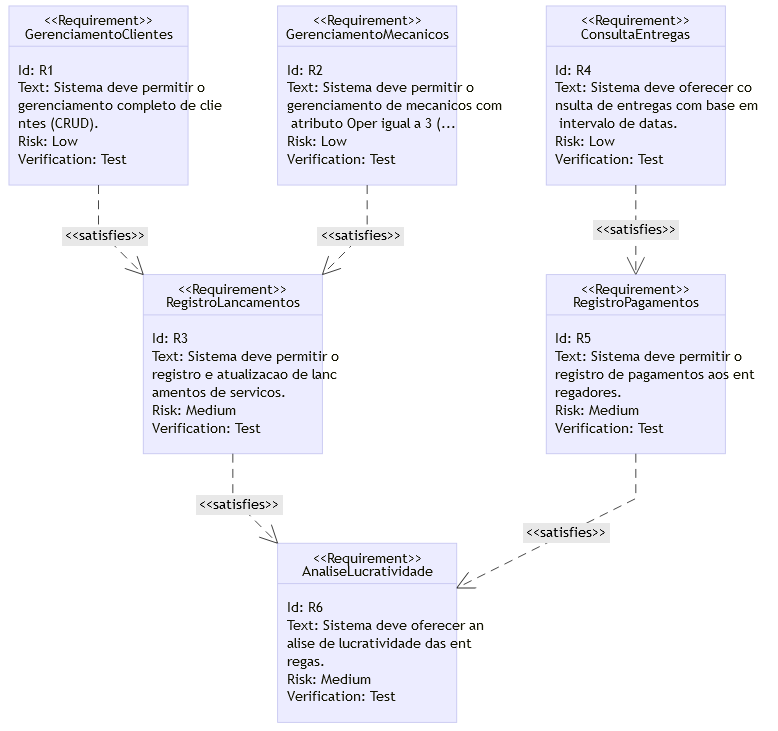 <<Requirement>>
GerenciamentoClientes
Id: R1
Text: Sistema deve permitir o
gerenciamento completo de clie
ntes (CRUD).
Risk: Low
Verification: Test
<<Requirement>>
GerenciamentoMecanicos
Id: R2
Text: Sistema deve permitir o
gerenciamento de mecanicos com
atributo Oper igual a 3 (...
Risk: Low
Verification: Test
<<Requirement>>
ConsultaEntregas
Id: R4
Text: Sistema deve oferecer co
nsulta de entregas com base em
intervalo de datas.
Risk: Low
Verification: Test
<<satisfies>>
<<satisfies>>
<<satisfies>>
<<Requirement>>
RegistroLancamentos
Id: R3
Text: Sistema deve permitir o
registro e atualizacao de lanc
amentos de servicos.
Risk: Medium
Verification: Test
<<Requirement>>
RegistroPagamentos
Id: R5
Text: Sistema deve permitir o
registro de pagamentos aos ent
regadores.
Risk: Medium
Verification: Test
<<satisfies>>
<<satisfies>>
<<Requirement>>
AnaliseLucratividade
Id: R6
Text: Sistema deve oferecer an
alise de lucratividade das ent
regas.
Risk: Medium
Verification: Test